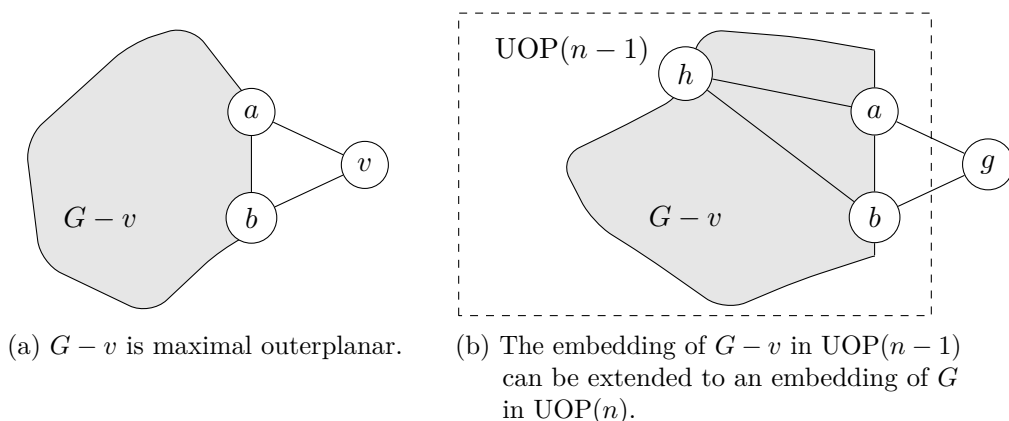 a
v
b
G − v
(a) G − v is maximal outerplanar.
UOP(n − 1)
h
a
g
b
G − v
(b) The embedding of G − v in UOP(n − 1)
can be extended to an embedding of G
in UOP(n).